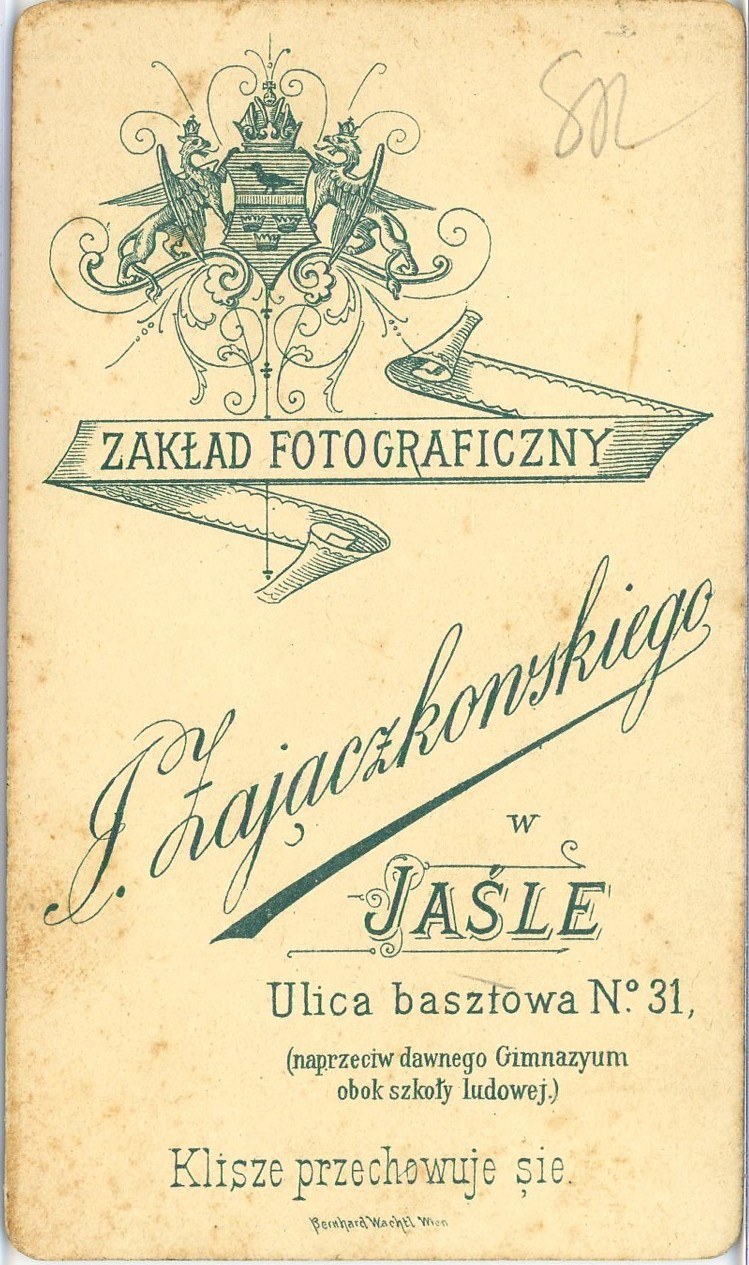 ZAKŁAD FOTOGRAFICZNY
J. Zajączkowskiego
w
JAŚLE
Ulica basztowa No. 31,
(naprzeciw dawnego Gimnazyum
obok szkoły ludowej.)
Klisze przechowuje się.
Bernhard Wachtl Wien